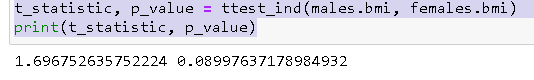 t_statistic, p_value = ttest_ind(males.bmi, females.bmi)
print(t_statistic, p_value)
1.696752635752224 0.08997637178984932